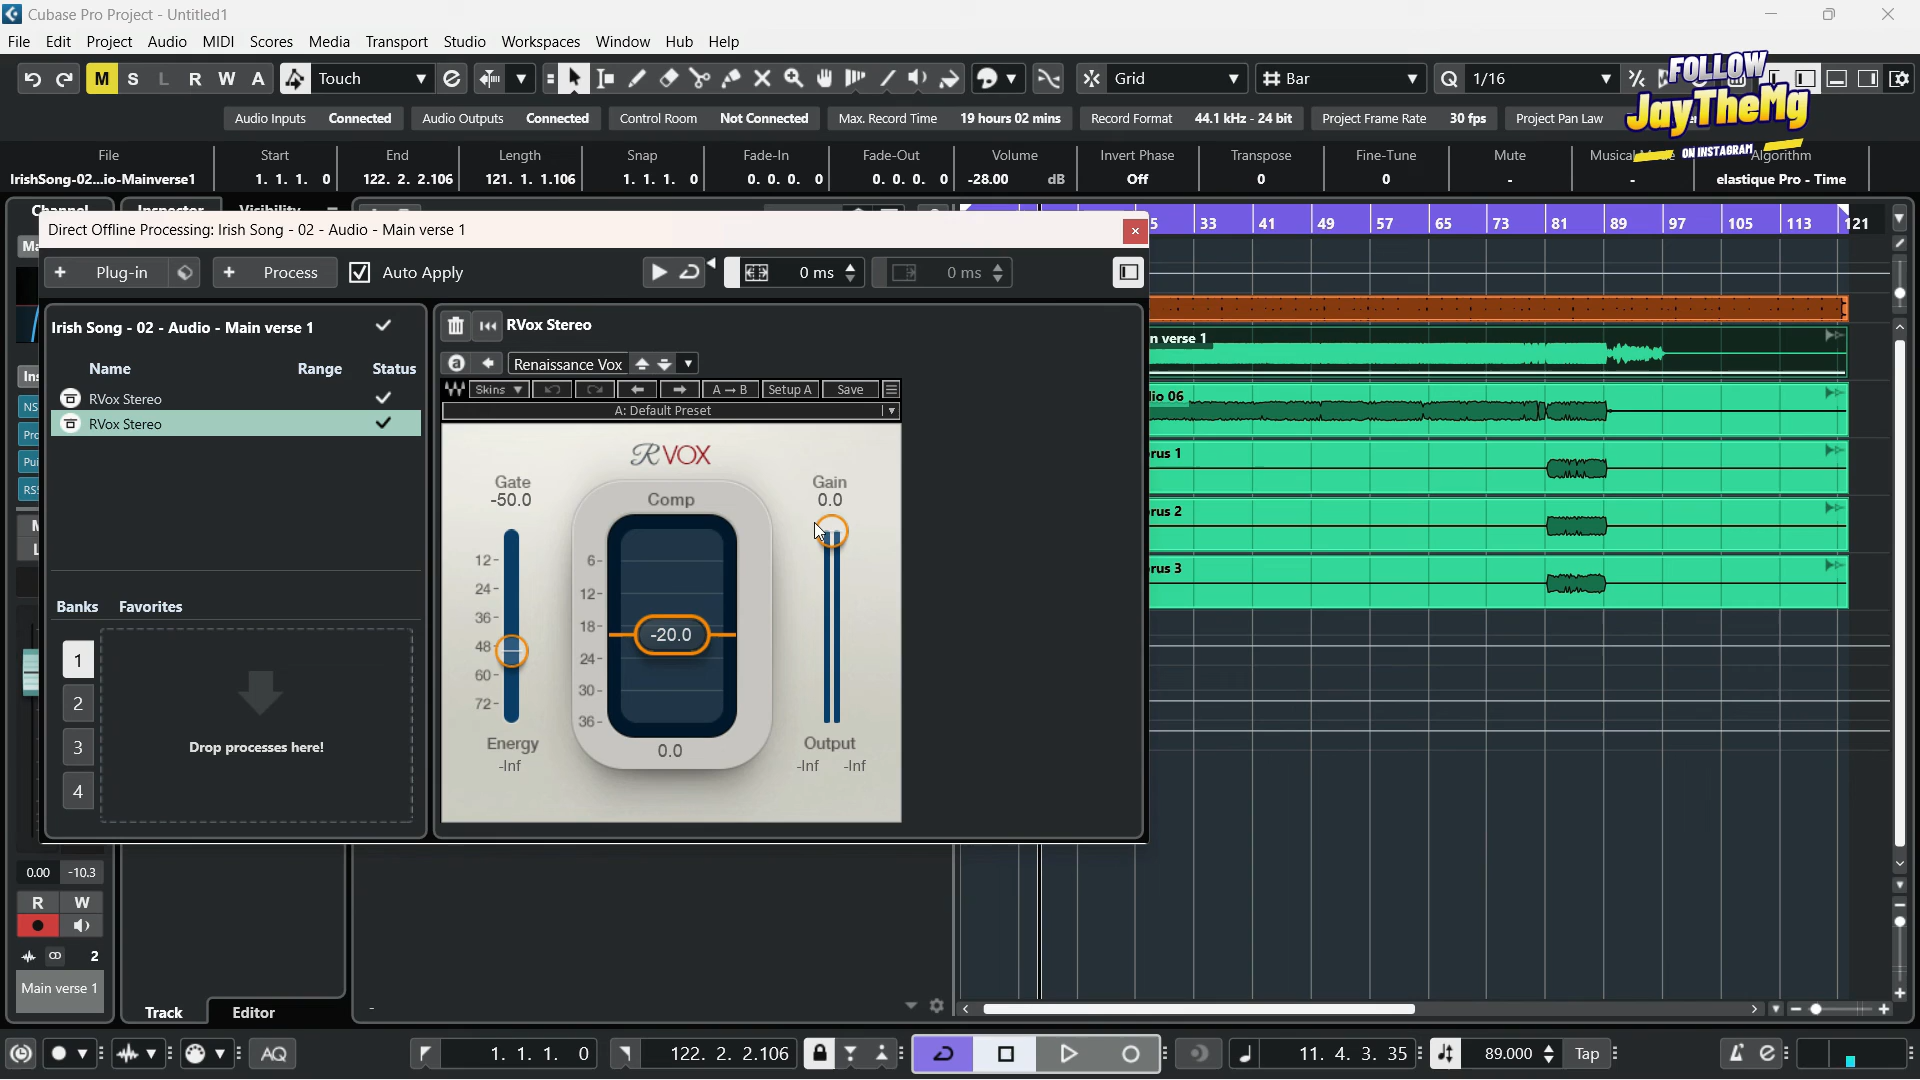 Cubase Pro Project - Untitled1
File Edit Project Audio MIDI Scores Media Transport Studio Workspaces Window Hub Help
M S L R W A Touch Grid Bar Q 1/16
FOLLOW
JayTheMg
ON INSTAGRAM
Audio Inputs Connected Audio Outputs Connected Control Room Not Connected Max. Record Time 19 hours 02 mins Record Format 44.1 kHz - 24 bit Project Frame Rate 30 fps Project Pan Law
File Start End Length Snap Fade-In Fade-Out Volume Invert Phase Transpose Fine-Tune Mute Algorithm
IrishSong-02...io-Mainverse1 1. 1. 1. 0 122. 2. 2.106 121. 1. 1.106 1. 1. 1. 0 0. 0. 0. 0 0. 0. 0. 0 -28.00 dB Off 0 0 - - elastique Pro - Time
Channel Inspector Visibility
33 41 49 57 65 73 81 89 97 105 113 121
Direct Offline Processing: Irish Song - 02 - Audio - Main verse 1
+ Plug-in + Process Auto Apply 0 ms 0 ms
Irish Song - 02 - Audio - Main verse 1
Name Range Status
RVox Stereo
RVox Stereo
Banks Favorites
1
2
3
4
Drop processes here!
RVox Stereo
a Renaissance Vox
Skins A → B Setup A Save
A: Default Preset
RVOX
Gate
-50.0
Comp
Gain
0.0
12-
24-
36-
48-
60-
72-
6-
12-
18-
24-
30-
36-
-20.0
0.0
Energy
-Inf
Output
-Inf -Inf
n verse 1
io 06
rus 1
rus 2
rus 3
0.00 -10.3
R W
2
Main verse 1
Track Editor
AQ 1. 1. 1. 0 122. 2. 2.106 11. 4. 3. 35 89.000 Tap